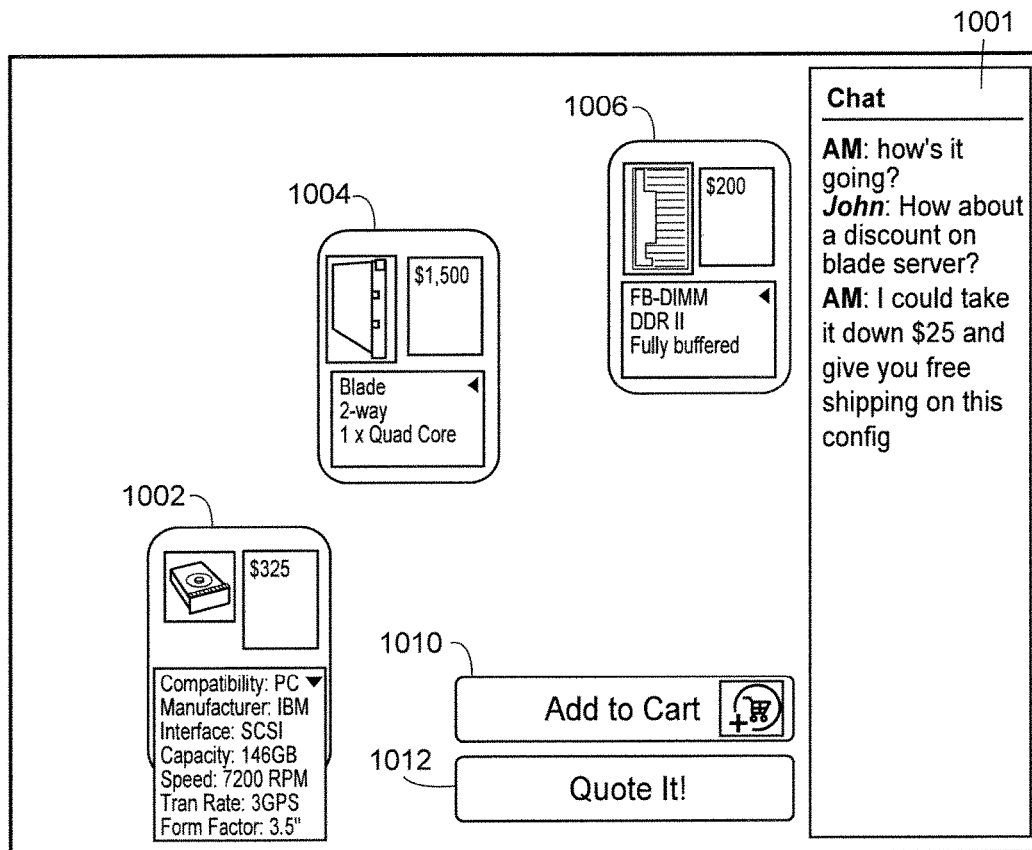 1001
Chat
AM: how's it
going?
John: How about
a discount on
blade server?
AM: I could take
it down $25 and
give you free
shipping on this
config
1006
$200
FB-DIMM
DDR II
Fully buffered
1004
$1,500
Blade
2-way
1 x Quad Core
1002
$325
Compatibility: PC
Manufacturer: IBM
Interface: SCSI
Capacity: 146GB
Speed: 7200 RPM
Tran Rate: 3GPS
Form Factor: 3.5"
1010
Add to Cart
1012
Quote It!